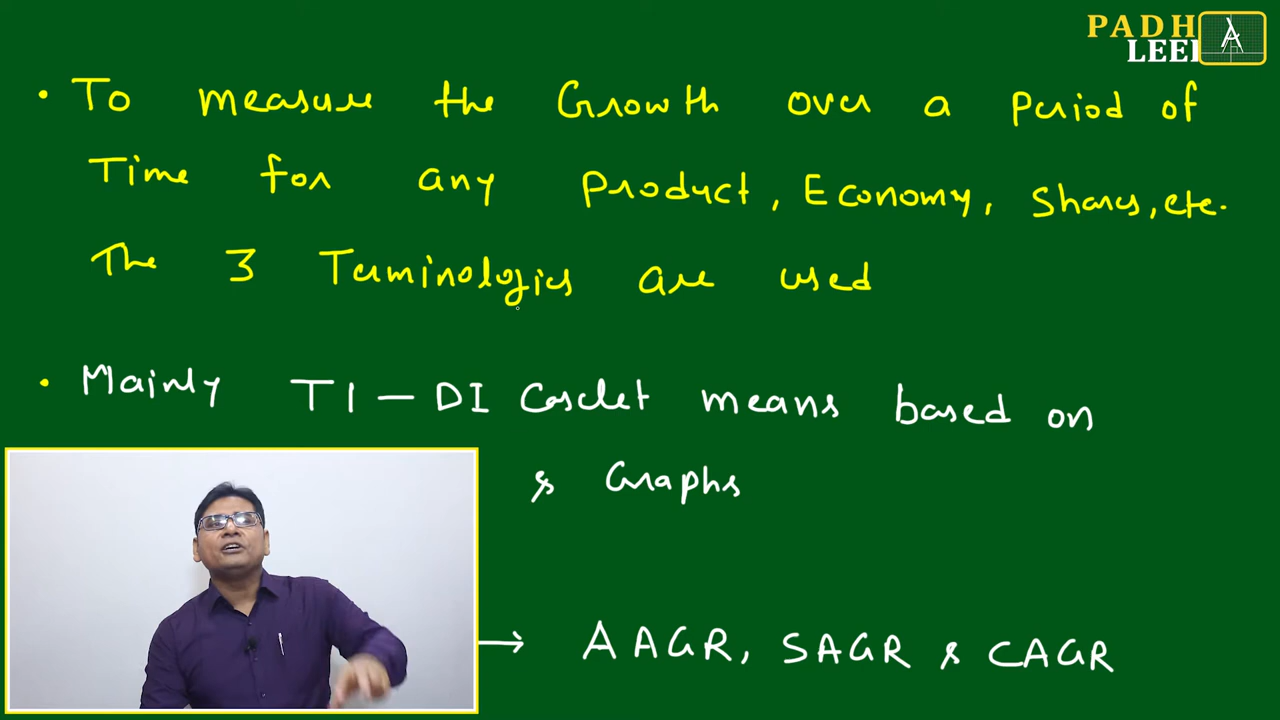 PADH
LEE
• To measure the Growth over a Period of
Time for any Product, Economy, Shares, etc.
The 3 Terminologies are used
• Mainly TI – DI Caselet means based on
& Graphs
→ AAGR, SAGR & CAGR